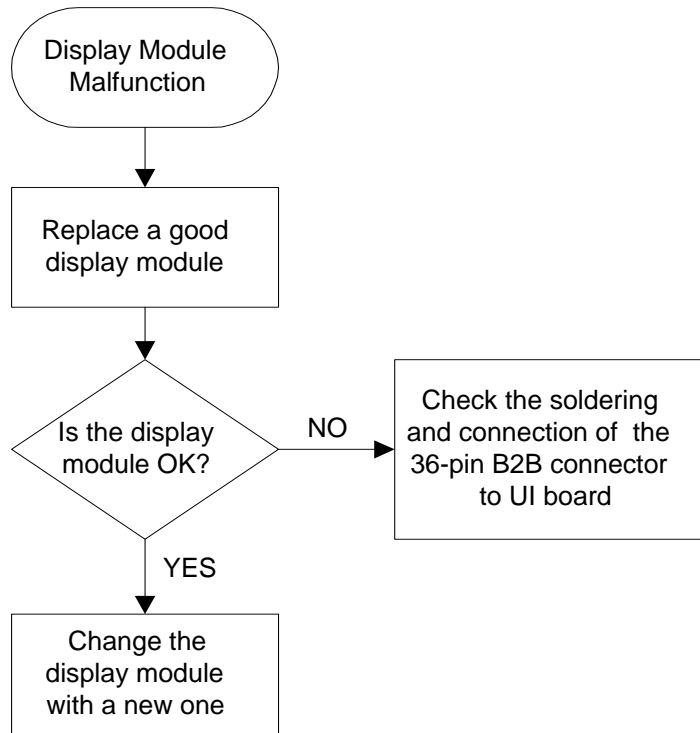 Display Module
Malfunction
Replace a good
display module
Is the display
module OK?
NO
Check the soldering
and connection of the
36-pin B2B connector
to UI board
YES
Change the
display module
with a new one